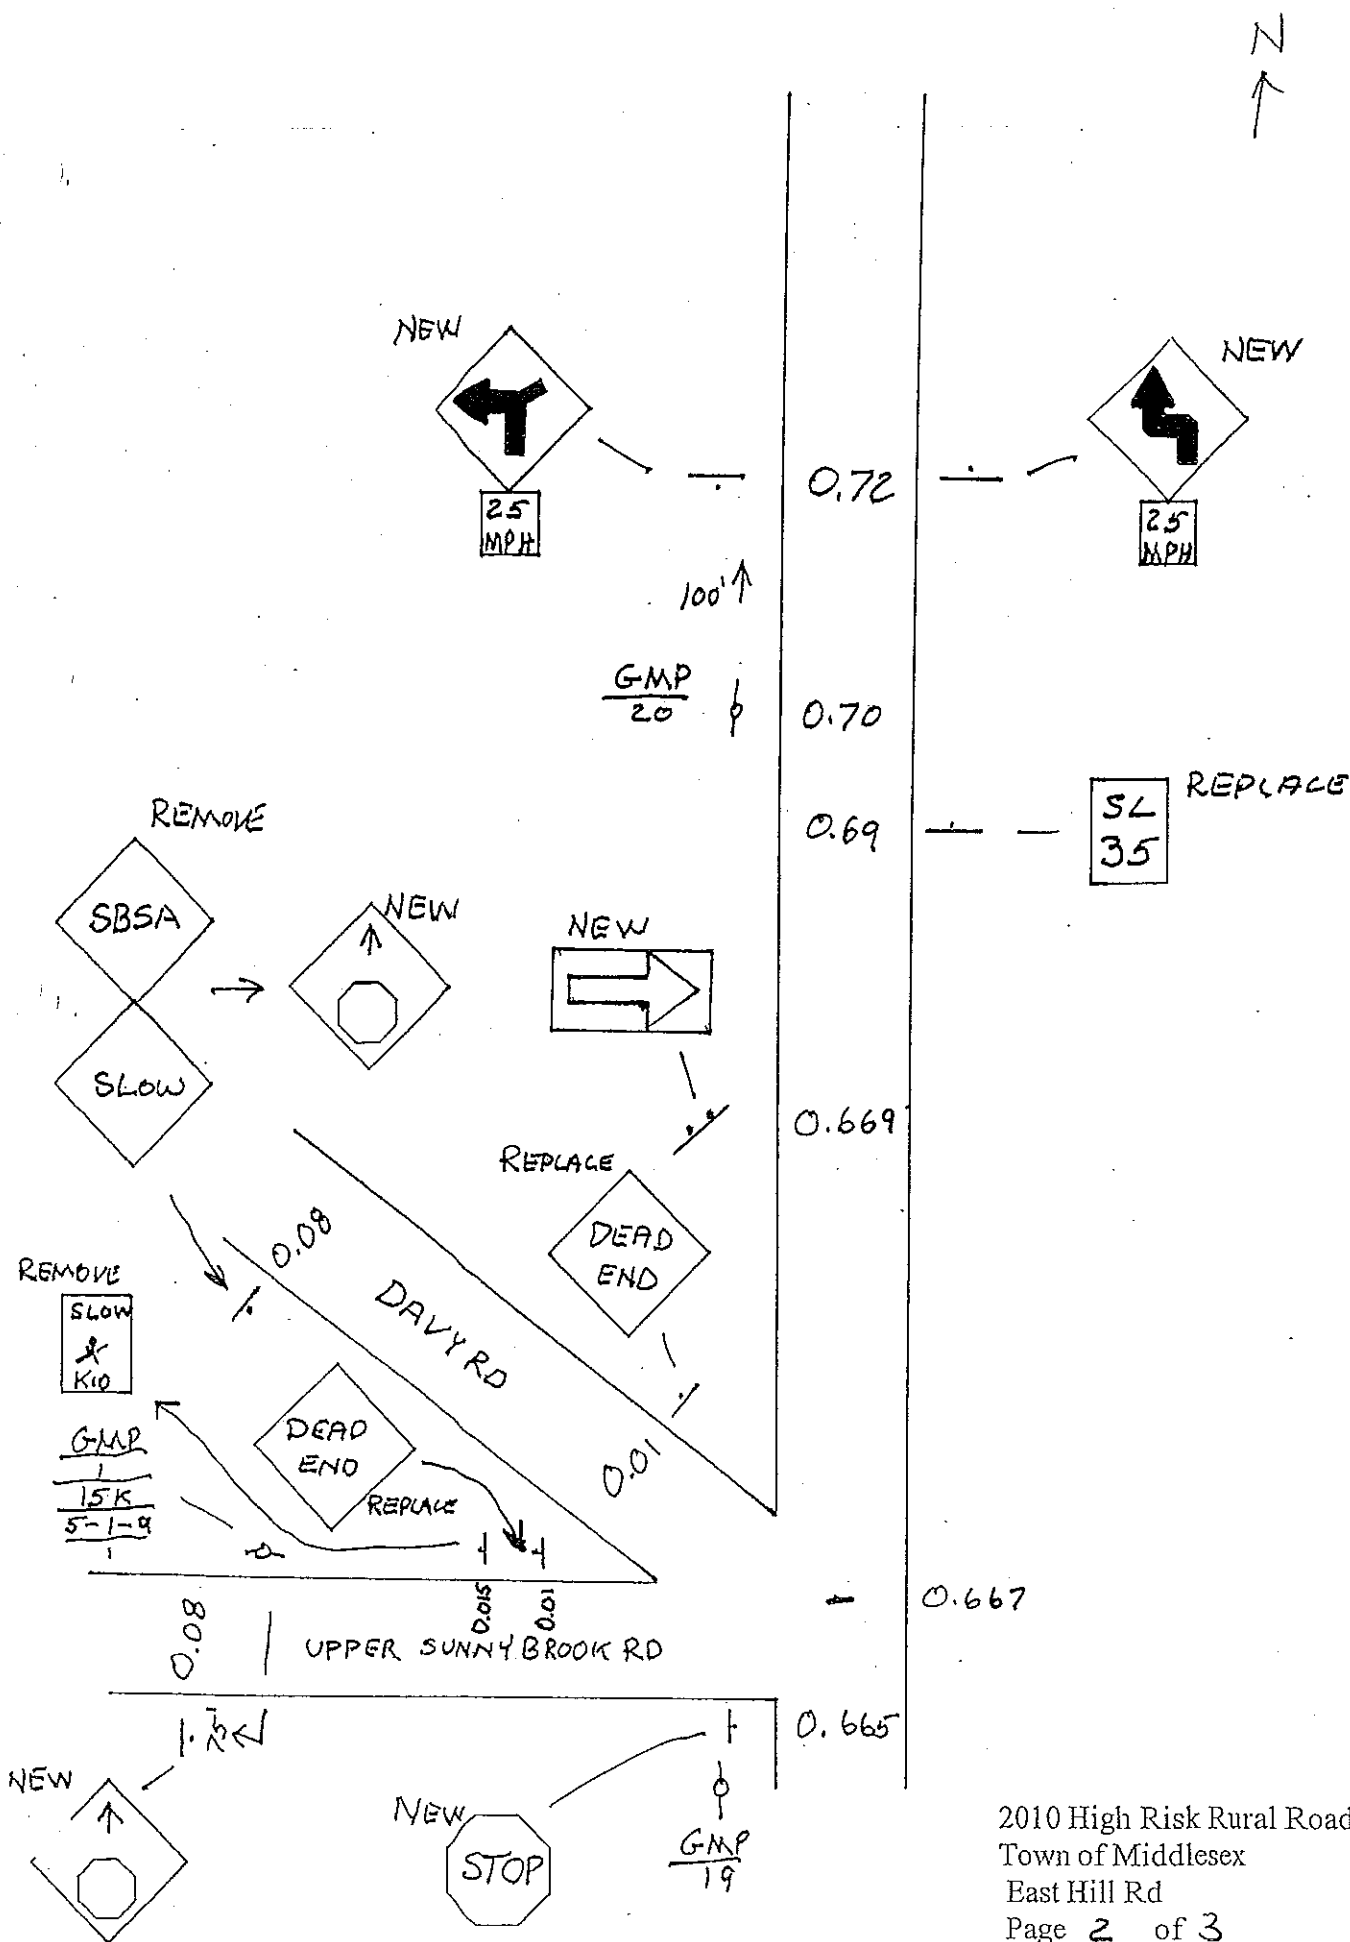 N
NEW
NEW
25
MPH
0.72
25
MPH
100'
GMP
20
0.70
REPLACE
SL
35
0.69
REMOVE
SBSA
SLOW
NEW
NEW
0.669
REPLACE
DEAD
END
0.08
DAVY RD
0.01
REMOVE
SLOW
KID
DEAD
END
REPLACE
GMP
1
15K
5-1-9
1
0.015
0.01
0.667
0.08
UPPER SUNNYBROOK RD
0.665
75'
NEW
NEW
STOP
GMP
19
2010 High Risk Rural Road
Town of Middlesex
East Hill Rd
Page 2 of 3